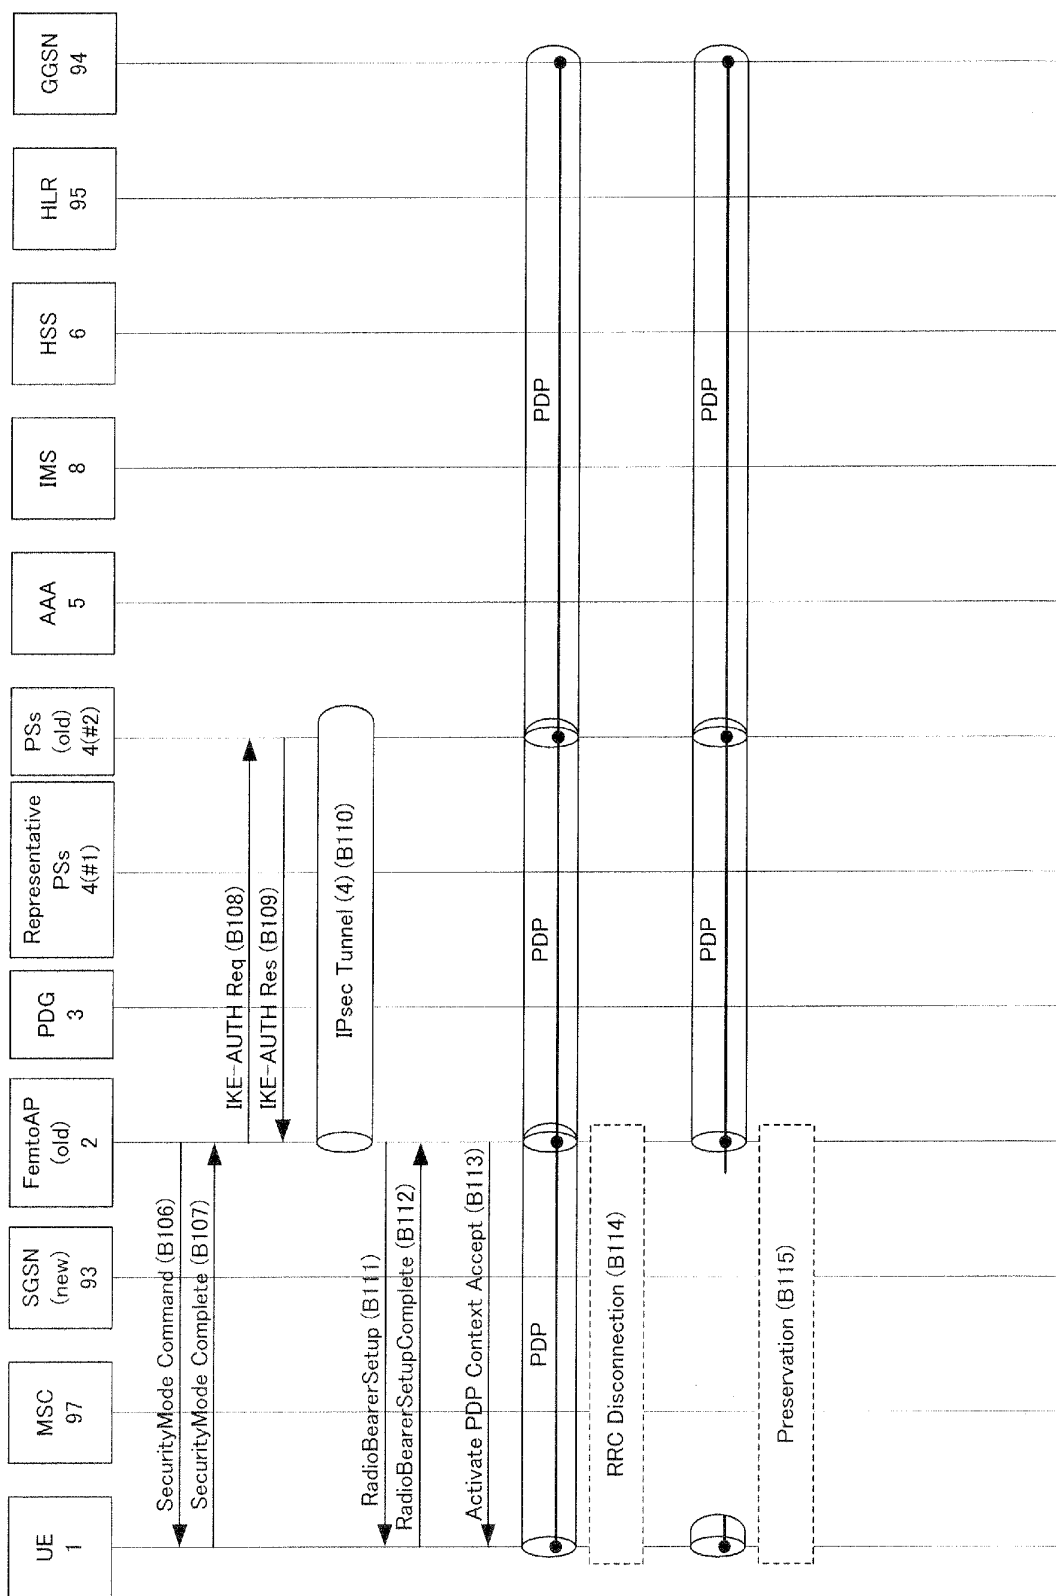 UE
1
MSC
97
SGSN
(new)
93
FemtoAP
(old)
2
PDG
3
Representative
PSs
4(#1)
PSs
(old)
4(#2)
AAA
5
IMS
8
HSS
6
HLR
95
GGSN
94
SecurityMode Command (B106)
SecurityMode Complete (B107)
IKE-AUTH Req (B108)
IKE-AUTH Res (B109)
IPsec Tunnel (4) (B110)
RadioBearerSetup (B111)
RadioBearerSetupComplete (B112)
Activate PDP Context Accept (B113)
PDP
PDP
PDP
RRC Disconnection (B114)
PDP
PDP
Preservation (B115)